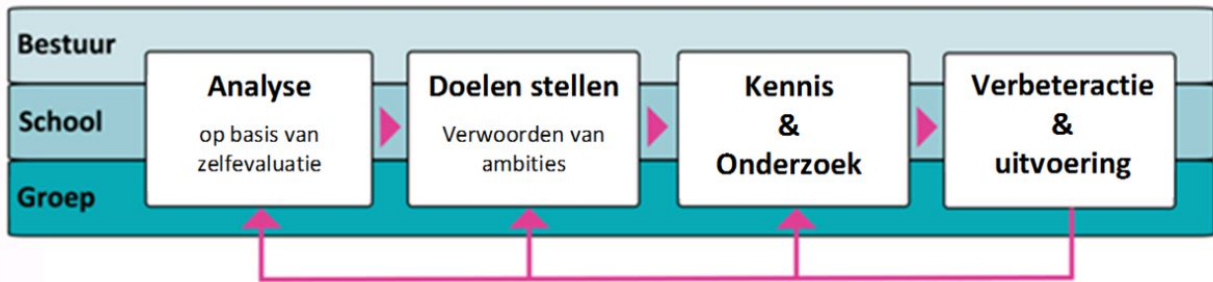 Bestuur
School
Groep
Analyse
op basis van
zelfevaluatie
Doelen stellen
Verwoorden van
ambities
Kennis
&
Onderzoek
Verbeteractie
&
uitvoering